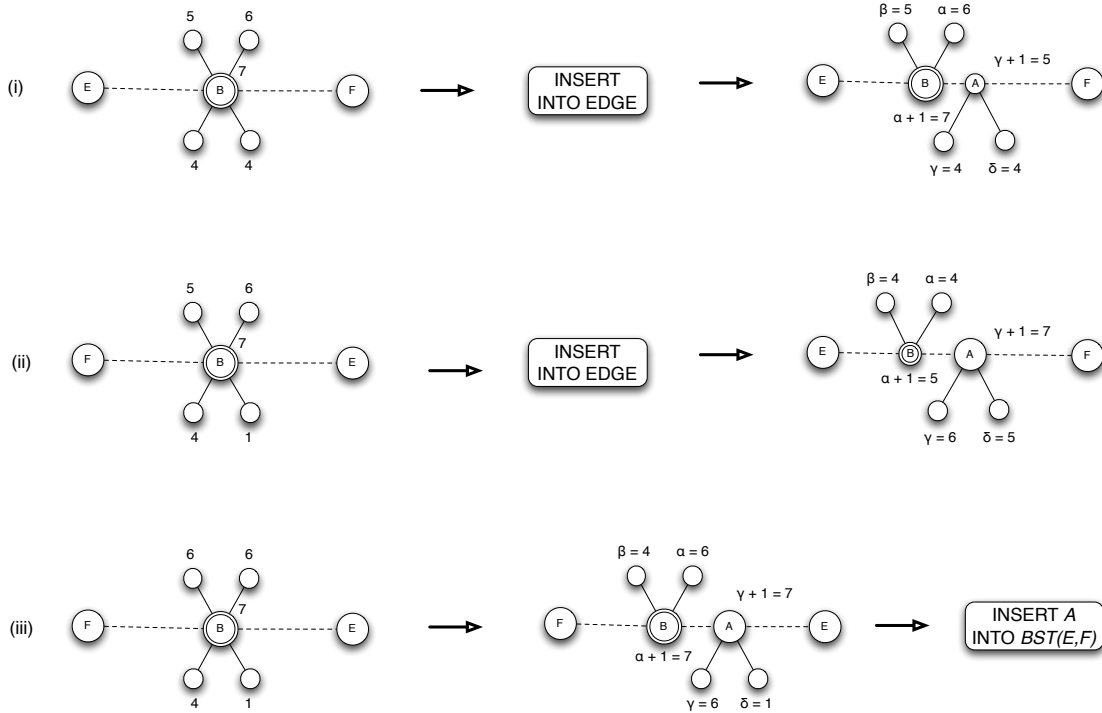 5 6
β = 5 α = 6
7
γ + 1 = 5
(i) E B F
INSERT
INTO EDGE
E B A F
α + 1 = 7
4 4
γ = 4 δ = 4
5 6
β = 4 α = 4
7
γ + 1 = 7
(ii) F B E
INSERT
INTO EDGE
E B A F
α + 1 = 5
4 1
γ = 6 δ = 5
6 6
β = 4 α = 6
7
γ + 1 = 7
(iii) F B E
F B A E
INSERT A
INTO BST(E,F)
α + 1 = 7
4 1
γ = 6 δ = 1